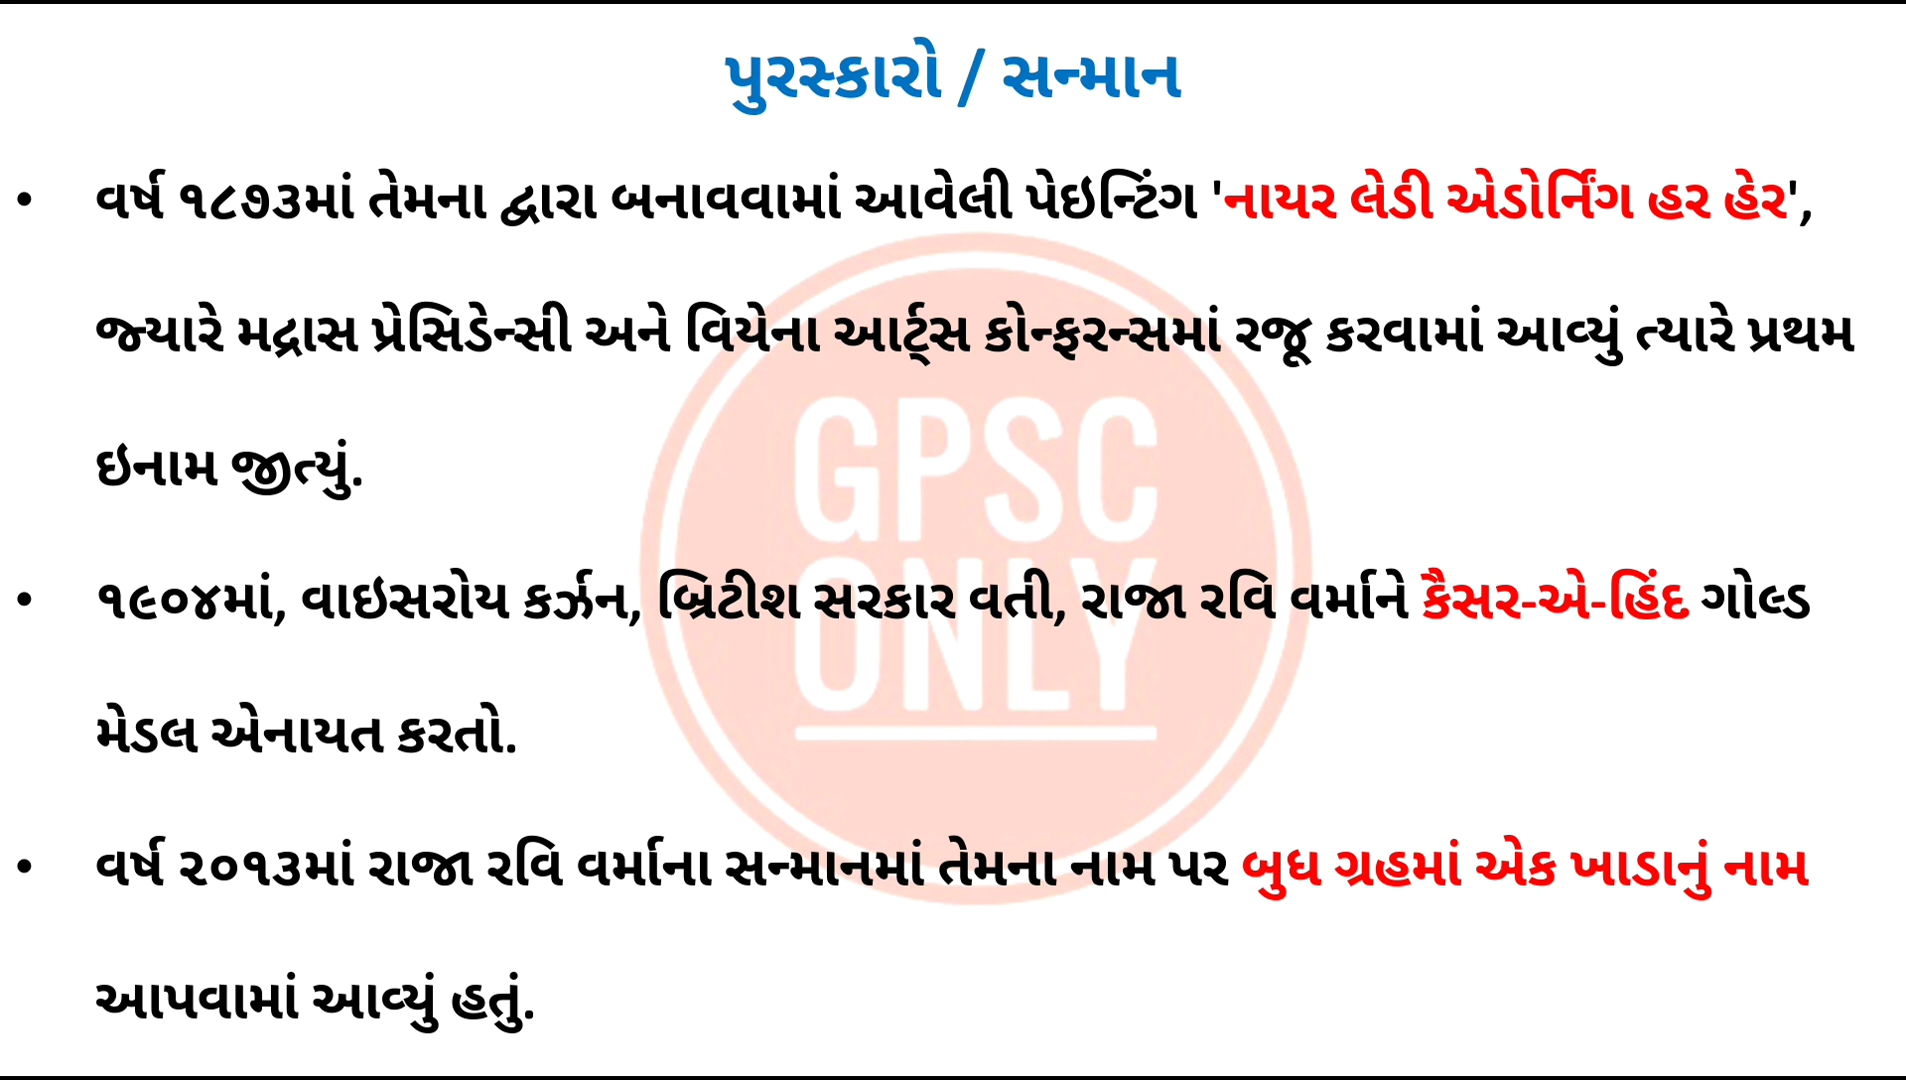 પુરસ્કારો / સન્માન
• વર્ષ ૧૮૭૩માં તેમના દ્વારા બનાવવામાં આવેલી પેઇન્ટિંગ 'નાયર લેડી એડોર્નિંગ હર હેર',
જ્યારે મદ્રાસ પ્રેસિડેન્સી અને વિયેના આર્ટ્સ કોન્ફરન્સમાં રજૂ કરવામાં આવ્યું ત્યારે પ્રથમ
ઇનામ જીત્યું.
GPSC
• ૧૯૦૪માં, વાઇસરોય કર્ઝન, બ્રિટીશ સરકાર વતી, રાજા રવિ વર્માને કૈસર-એ-હિંદ ગોલ્ડ
ONLY
મેડલ એનાયત કરતો.
• વર્ષ ૨૦૧૩માં રાજા રવિ વર્માના સન્માનમાં તેમના નામ પર બુધ ગ્રહમાં એક ખાડાનું નામ
આપવામાં આવ્યું હતું.